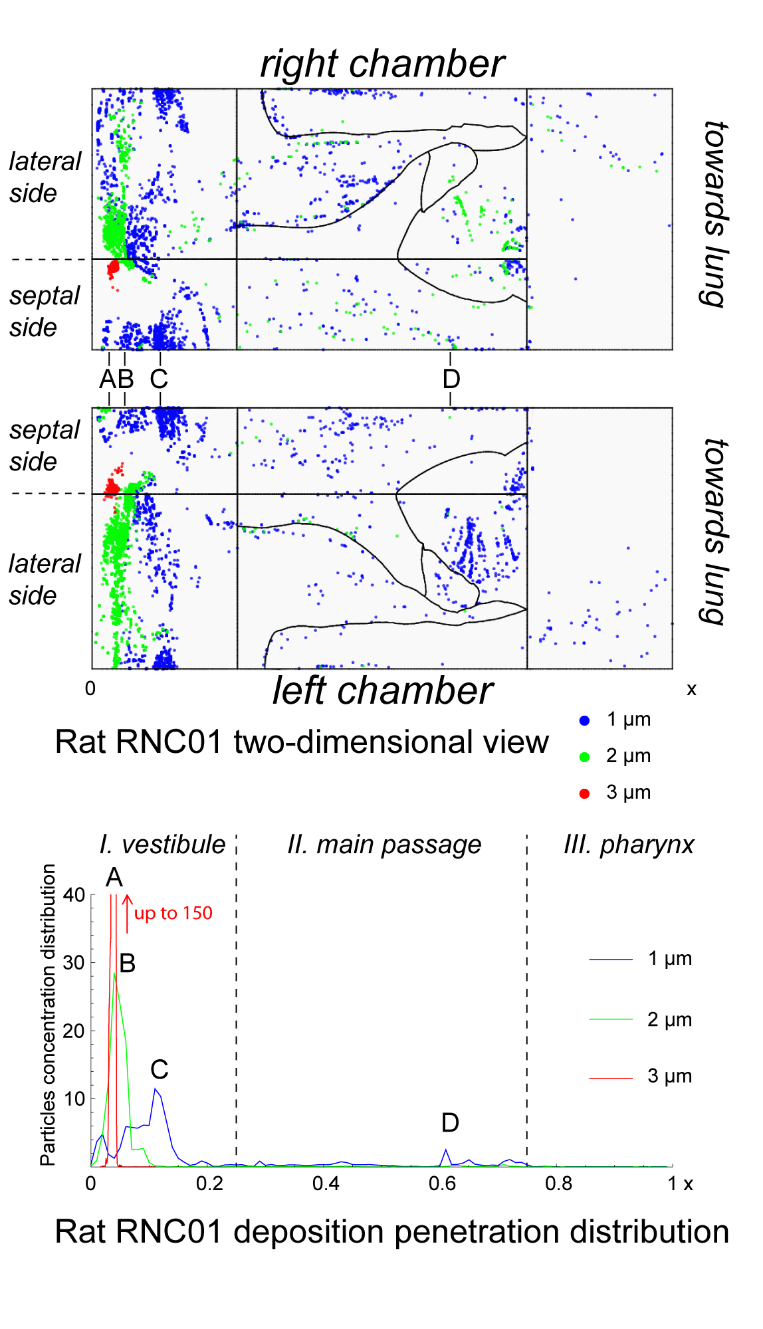 right chamber
lateral
side
septal
side
towards lung
A B C D
septal
side
lateral
side
towards lung
0 left chamber x
Rat RNC01 two-dimensional view
1 µm
2 µm
3 µm
I. vestibule II. main passage III. pharynx
Particles concentration distribution
A
40
up to 150
B
30
20
10
C
D
1 µm
2 µm
3 µm
0 0.2 0.4 0.6 0.8 1 x
Rat RNC01 deposition penetration distribution